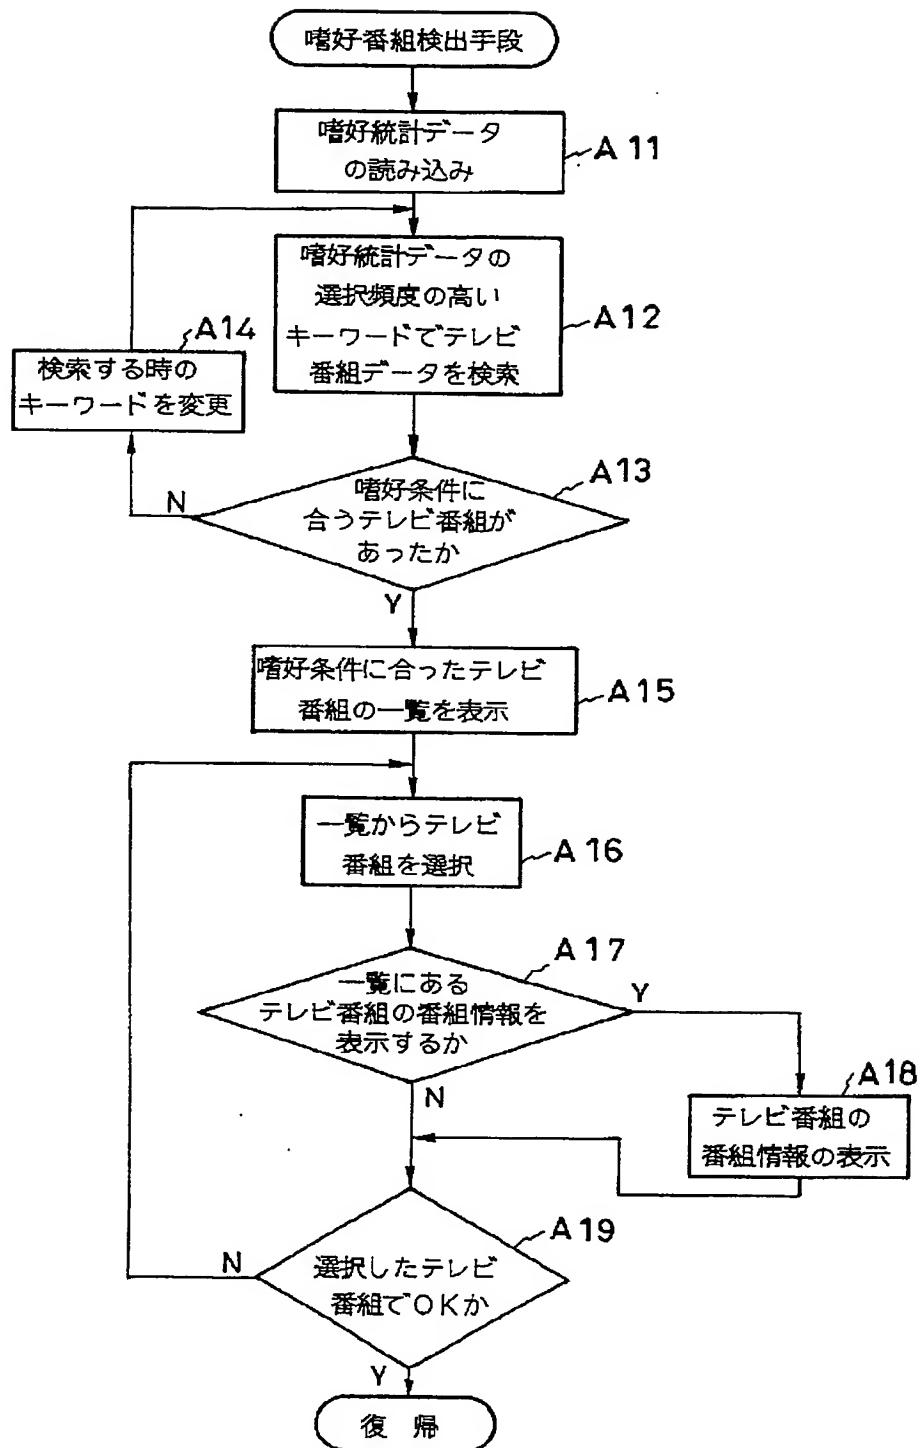 嗜好番組検出手段
嗜好統計データ
の読み込み
A11
嗜好統計データの
選択頻度の高い
キーワードでテレビ
番組データを検索
A12
A14
検索する時の
キーワードを変更
A13
嗜好条件に
合うテレビ番組が
あったか
N
Y
嗜好条件に合ったテレビ
番組の一覧を表示
A15
一覧からテレビ
番組を選択
A16
A17
一覧にある
テレビ番組の番組情報を
表示するか
Y
N
A18
テレビ番組の
番組情報の表示
A19
選択したテレビ
番組でOKか
N
Y
復 帰